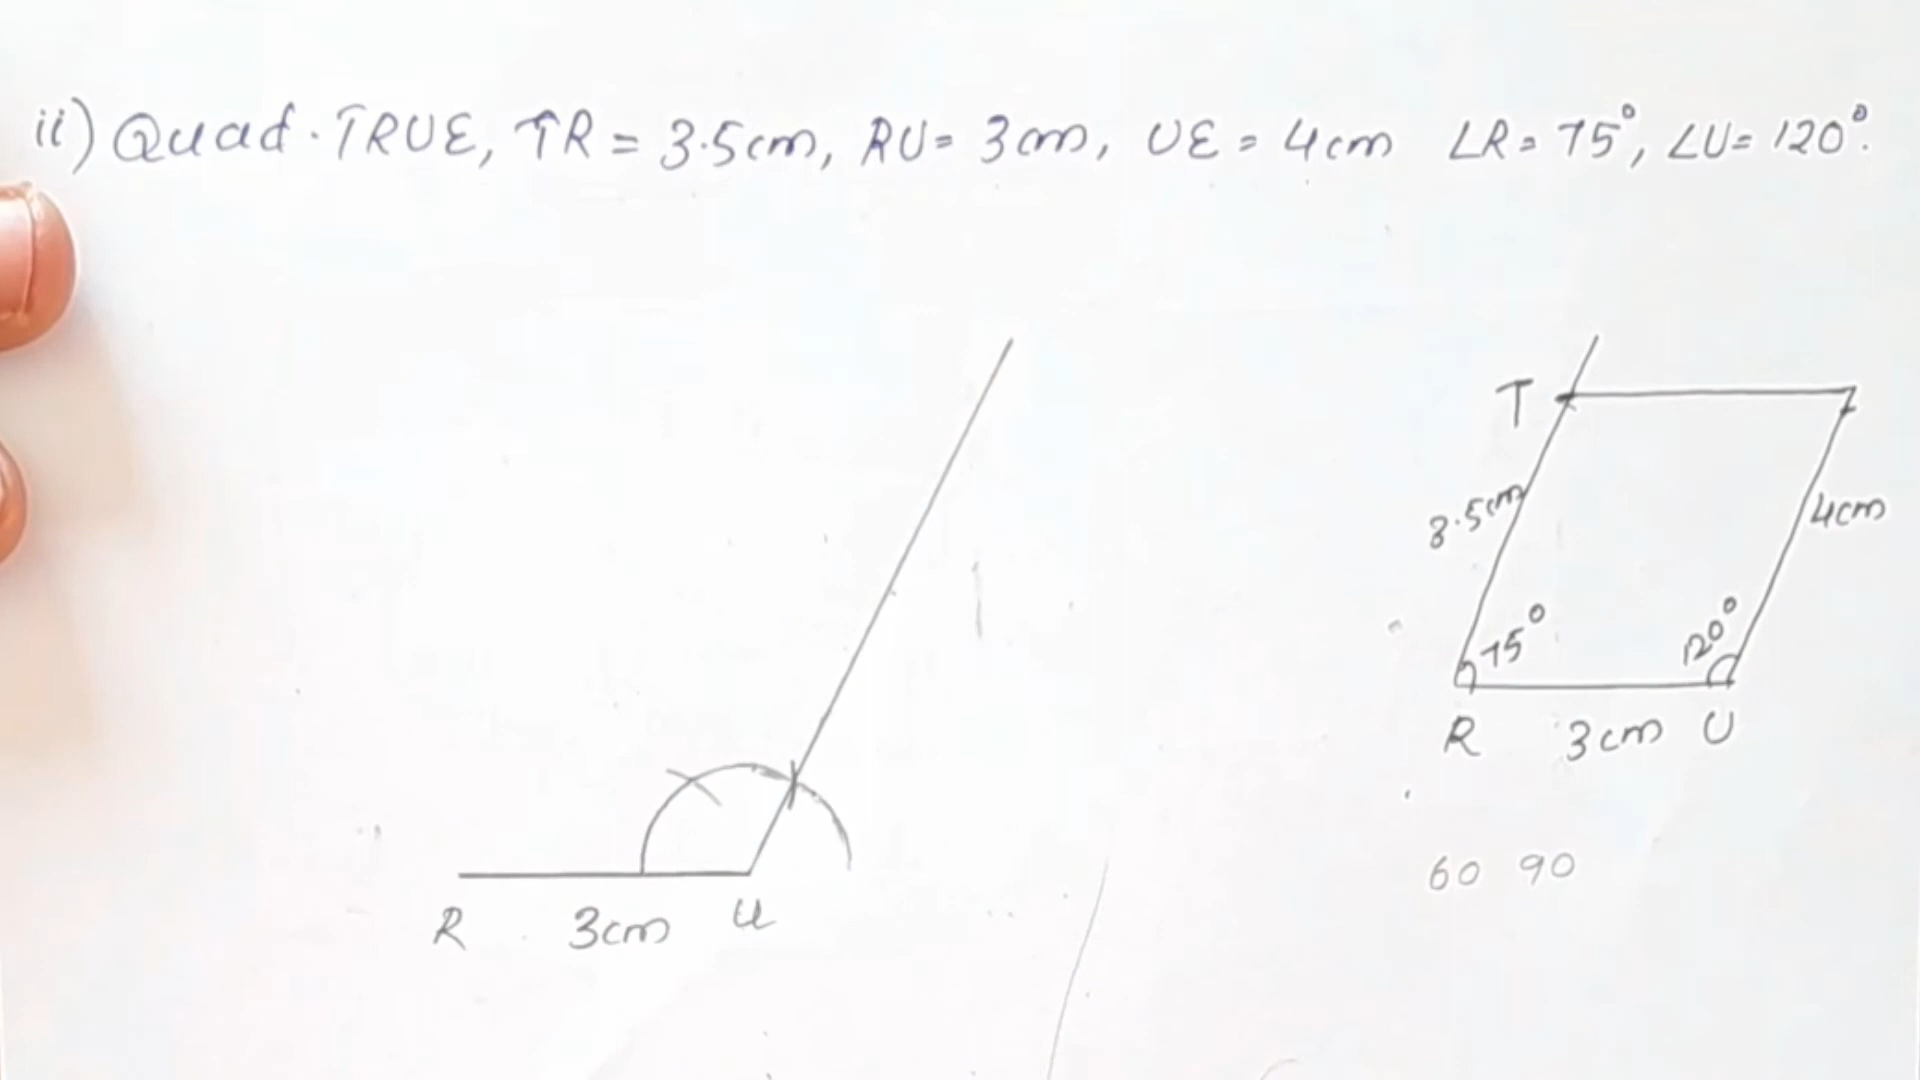 ii) Quad. TRUE, TR = 3.5cm, RU= 3cm, UE = 4cm ∠R= 75°, ∠U= 120°.
T
3.5cm
4cm
75°
120°
R 3cm U
60 90
R 3cm U